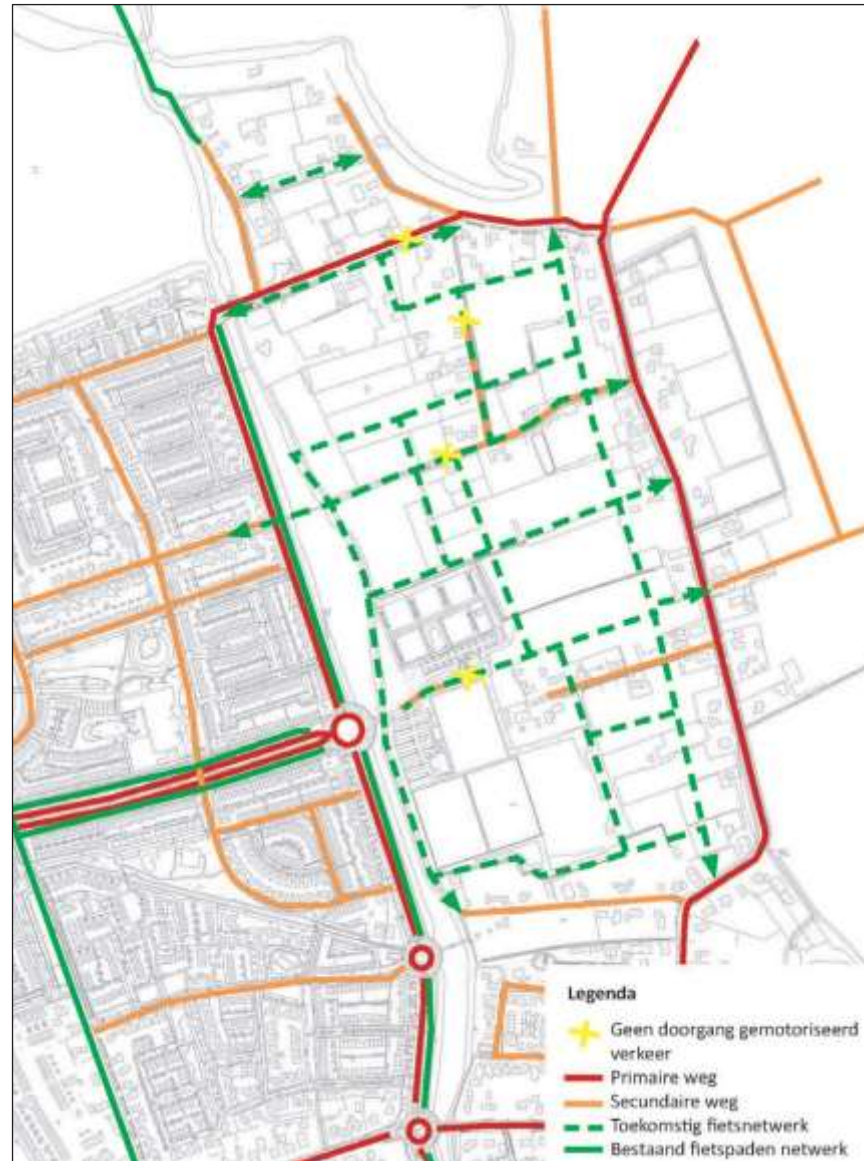 Legenda
Geen doorgang gemotoriseerd
verkeer
Primaire weg
Secundaire weg
Toekomstig fietsnetwerk
Bestaand fietspaden netwerk